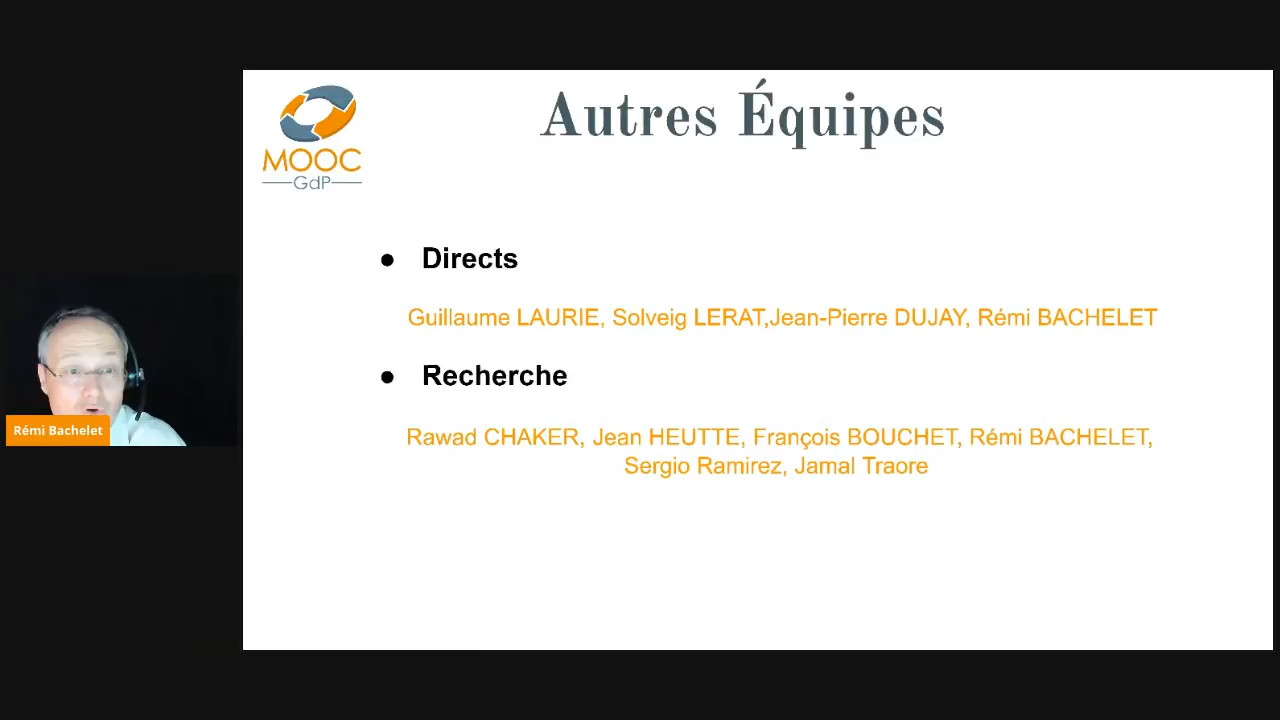 Autres Équipes
MOOC
GdP
● Directs
Guillaume LAURIE, Solveig LERAT,Jean-Pierre DUJAY, Rémi BACHELET
● Recherche
Rawad CHAKER, Jean HEUTTE, François BOUCHET, Rémi BACHELET,
Sergio Ramirez, Jamal Traore
Rémi Bachelet